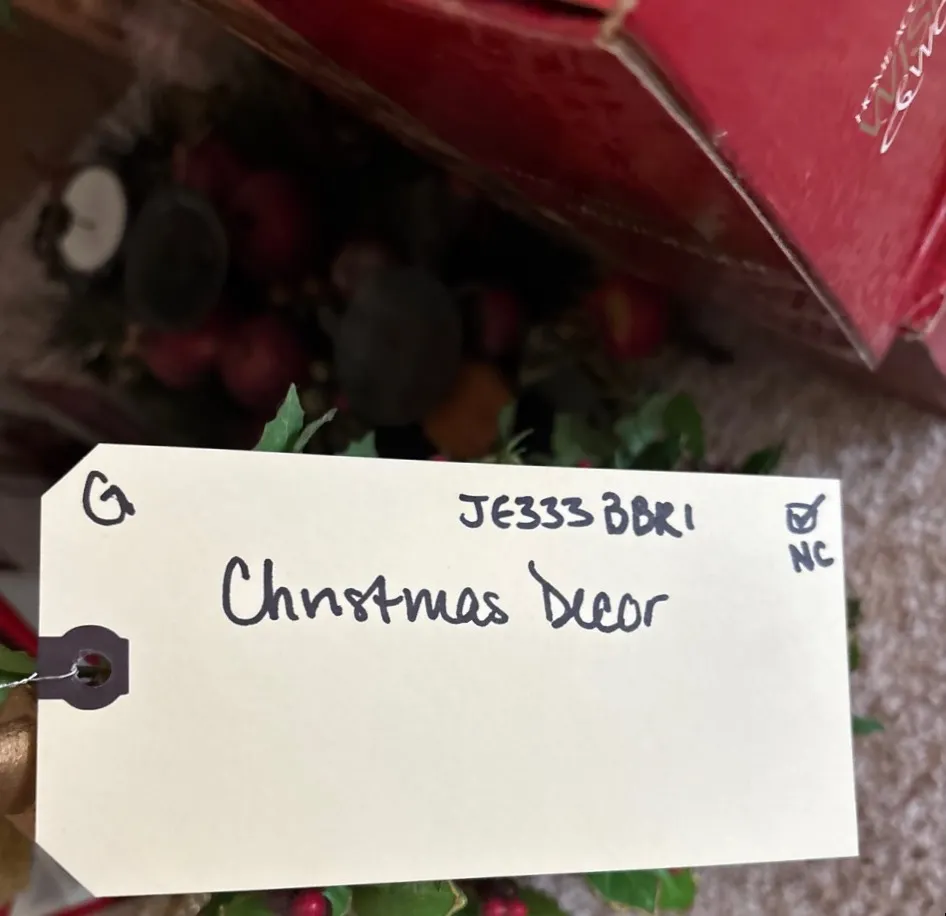 G JE333BBR1 ☑
NC
Christmas Decor